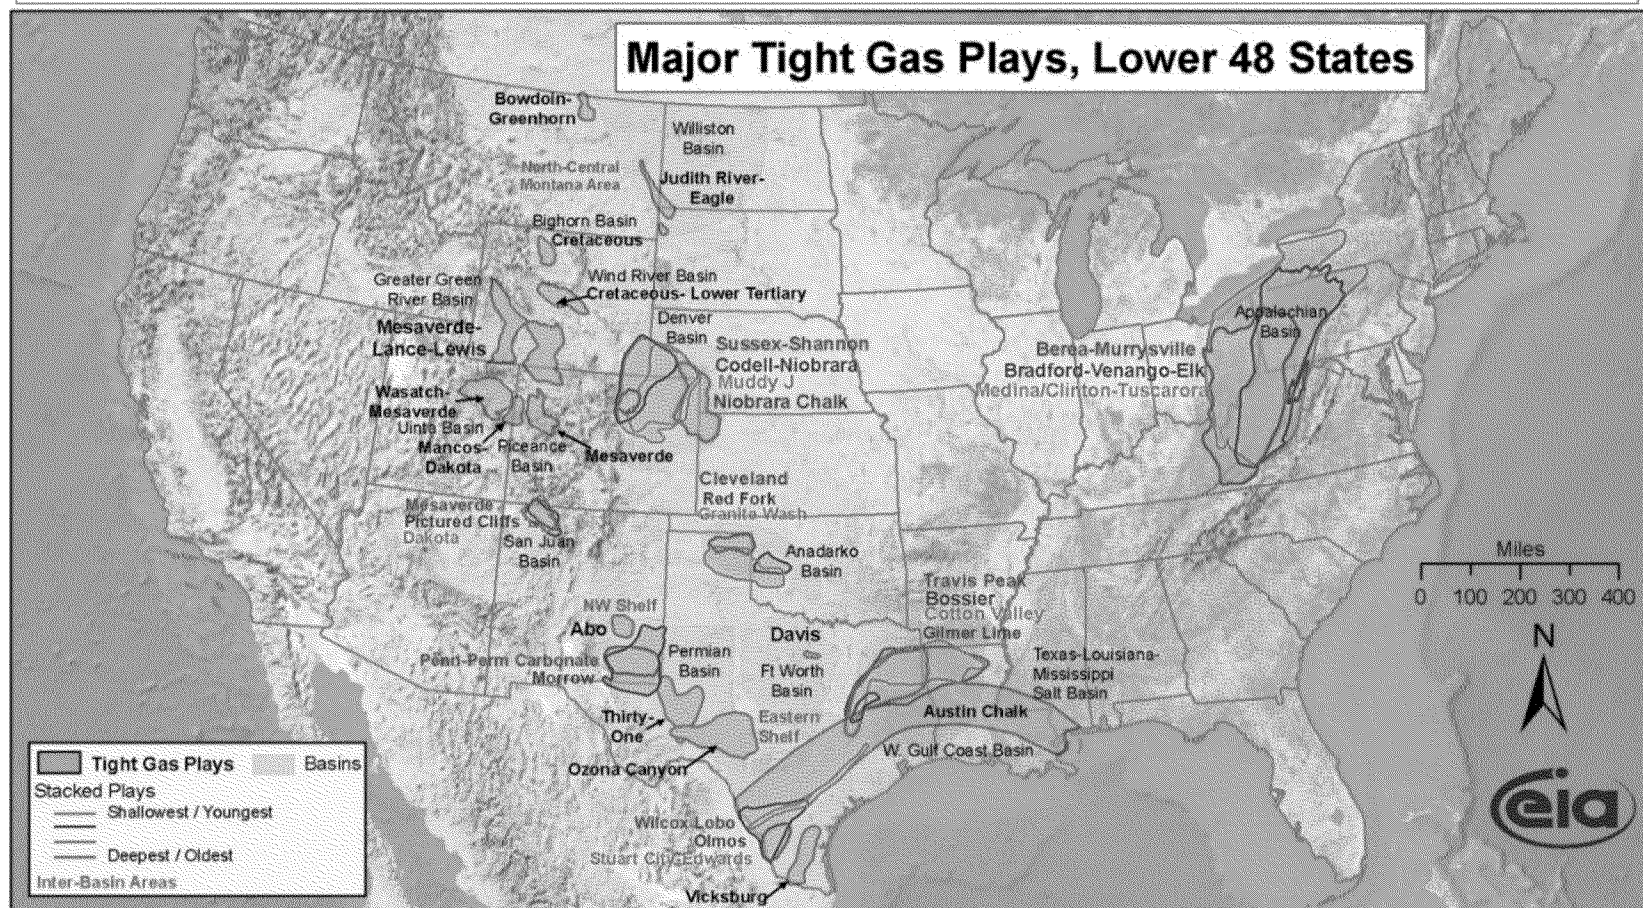 Major Tight Gas Plays, Lower 48 States
Bowdoin-
Greenhorn
Williston
Basin
North-Central
Montana Area
Judith River-
Eagle
Bighorn Basin
Cretaceous
Greater Green
River Basin
Wind River Basin
Cretaceous- Lower Tertiary
Mesaverde-
Lance-Lewis
Denver
Basin
Sussex-Shannon
Codell-Niobrara
Muddy J
Niobrara Chalk
Appalachian
Basin
Berea-Murrysville
Bradford-Venango-Elk
Medina/Clinton-Tuscarora
Wasatch-
Mesaverde
Uinta Basin
Mancos-
Dakota
Piceance
Basin
Mesaverde
Cleveland
Red Fork
Granite Wash
Mesaverde
Pictured Cliffs
Dakota
San Juan
Basin
Anadarko
Basin
Miles
0 100 200 300 400
N
Travis Peak
Bossier
Cotton Valley
Gilmer Lime
NW Shelf
Abo
Davis
Penn-Perm Carbonate
Morrow
Permian
Basin
Ft Worth
Basin
Texas-Louisiana-
Mississippi
Salt Basin
Thirty-
One
Eastern
Shelf
Austin Chalk
W. Gulf Coast Basin
Ozona Canyon
Wilcox Lobo
Olmos
Stuart City-Edwards
Vicksburg
Tight Gas Plays
Basins
Stacked Plays
Shallowest / Youngest
Deepest / Oldest
Inter-Basin Areas
eia